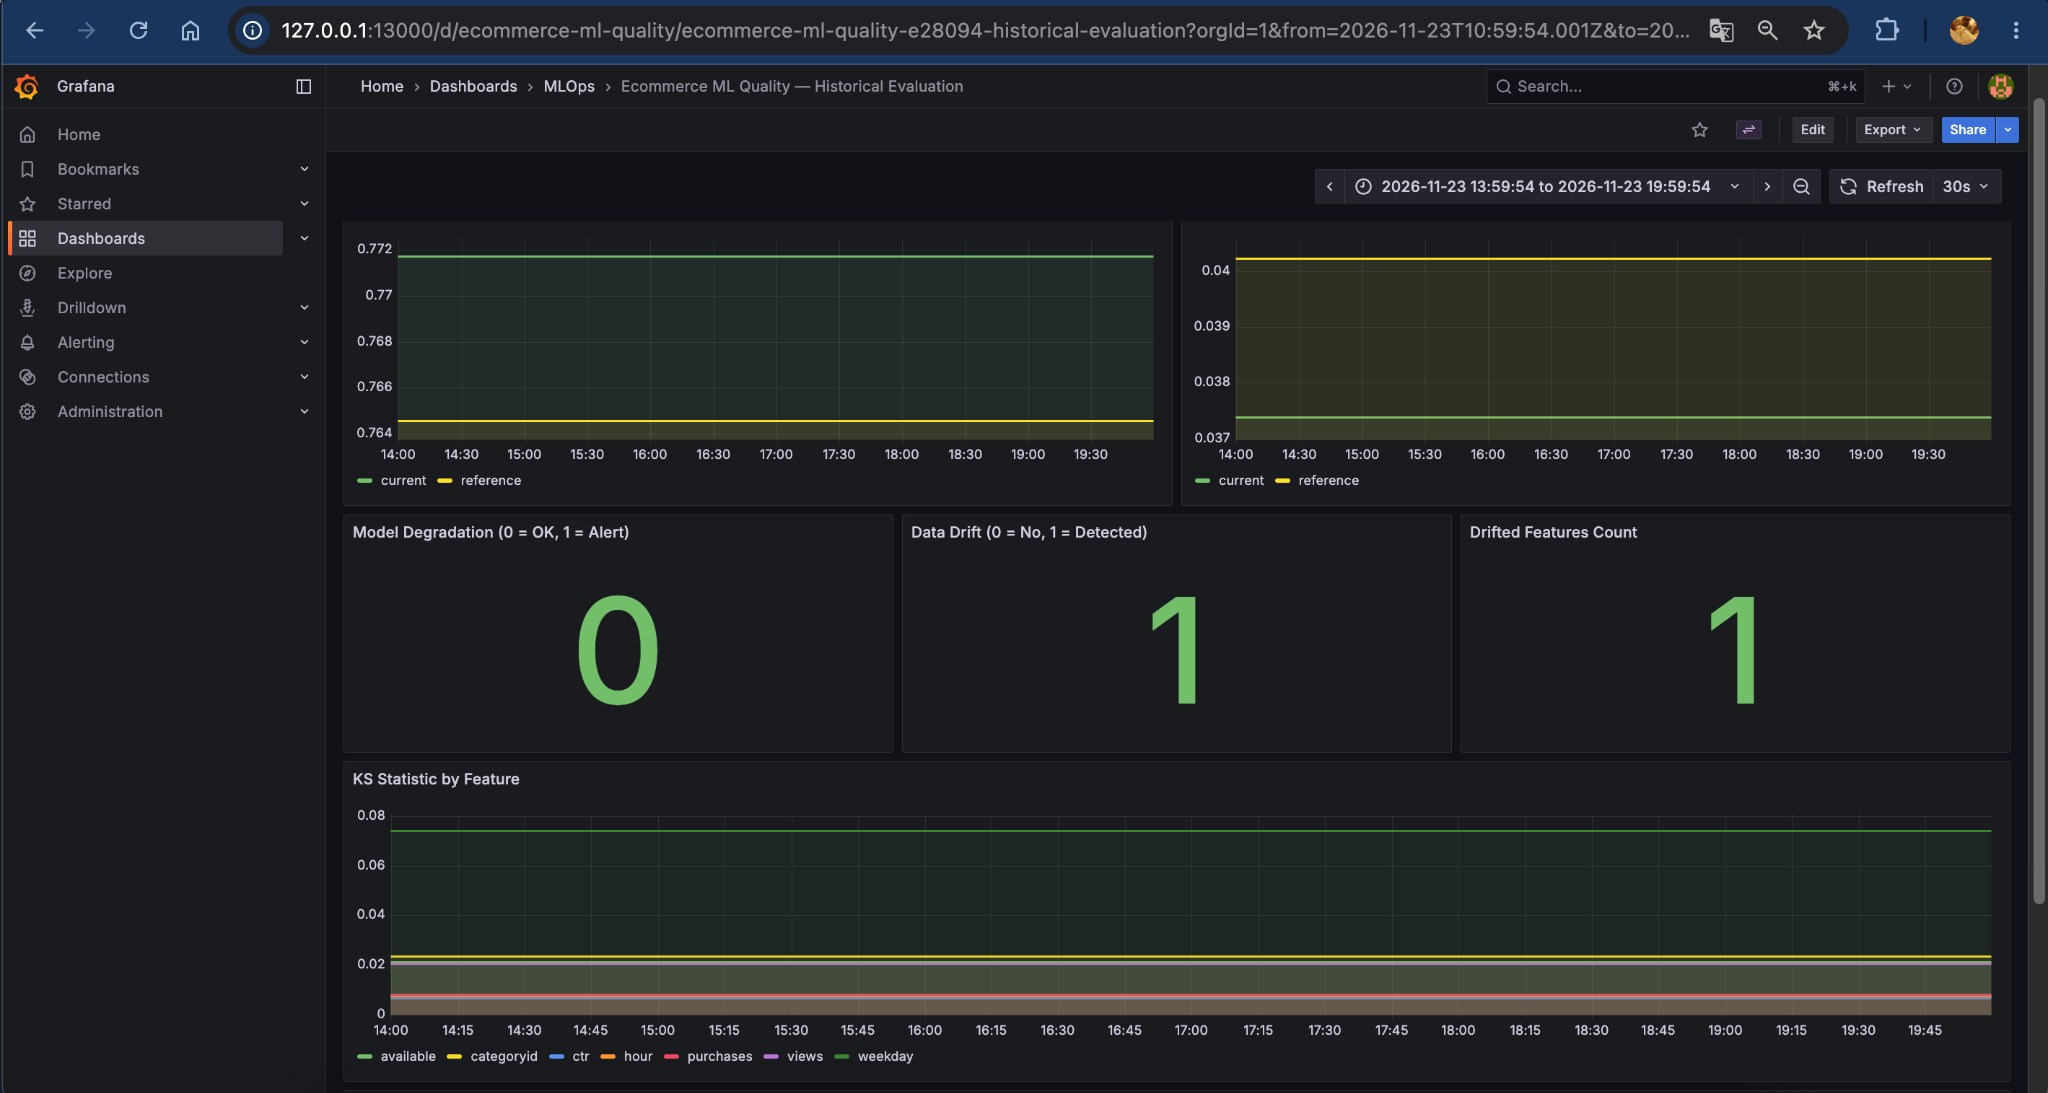 127.0.0.1:13000/d/ecommerce-ml-quality/ecommerce-ml-quality-e28094-historical-evaluation?orgId=1&from=2026-11-23T10:59:54.001Z&to=20...
Grafana
Home › Dashboards › MLOps › Ecommerce ML Quality — Historical Evaluation
Search... ⌘+k
Edit Export Share
2026-11-23 13:59:54 to 2026-11-23 19:59:54 Refresh 30s
Home
Bookmarks
Starred
Dashboards
Explore
Drilldown
Alerting
Connections
Administration
0.772
0.77
0.768
0.766
0.764
14:00 14:30 15:00 15:30 16:00 16:30 17:00 17:30 18:00 18:30 19:00 19:30
current reference
0.04
0.039
0.038
0.037
14:00 14:30 15:00 15:30 16:00 16:30 17:00 17:30 18:00 18:30 19:00 19:30
current reference
Model Degradation (0 = OK, 1 = Alert)
0
Data Drift (0 = No, 1 = Detected)
1
Drifted Features Count
1
KS Statistic by Feature
0.08
0.06
0.04
0.02
0
14:00 14:15 14:30 14:45 15:00 15:15 15:30 15:45 16:00 16:15 16:30 16:45 17:00 17:15 17:30 17:45 18:00 18:15 18:30 18:45 19:00 19:15 19:30 19:45
available categoryid ctr hour purchases views weekday